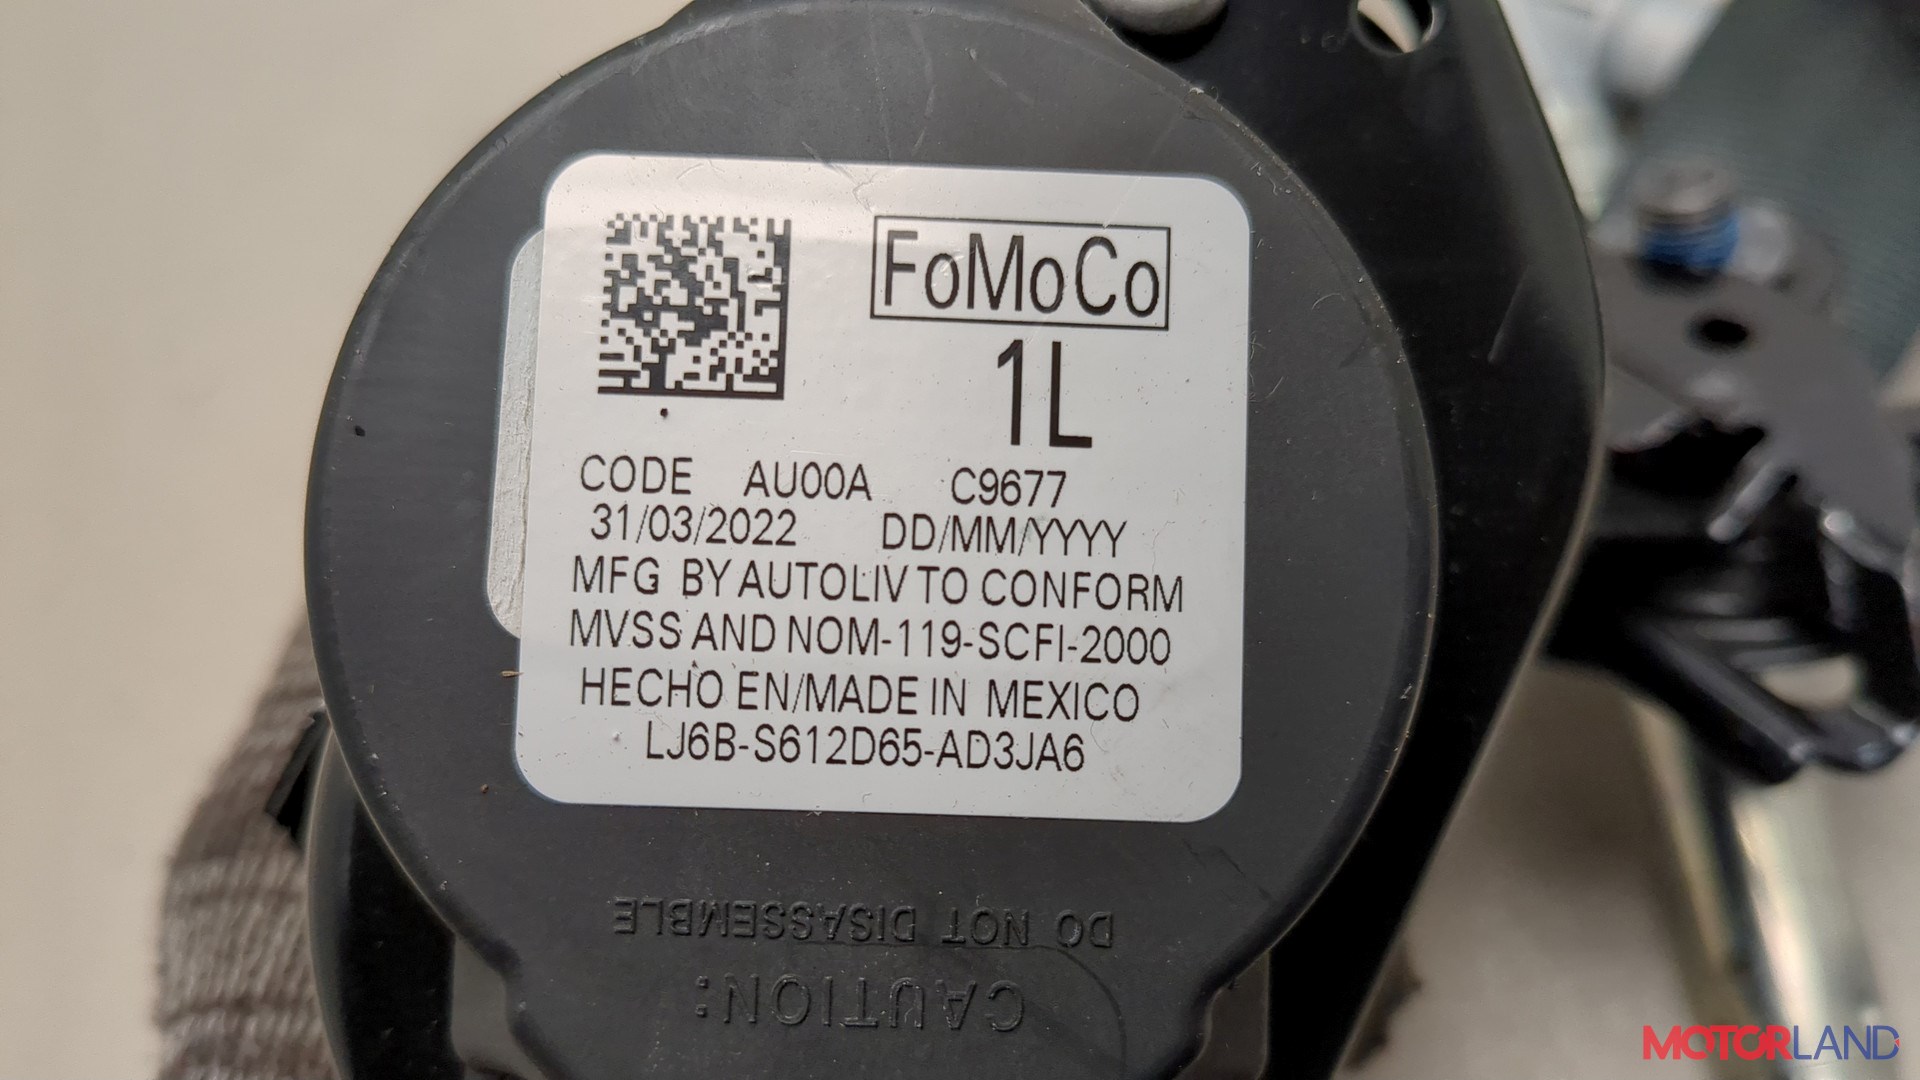 FoMoCo
1L
CODE AU00A C9677
31/03/2022 DD/MM/YYYY
MFG BY AUTOLIV TO CONFORM
MVSS AND NOM-119-SCFI-2000
HECHO EN/MADE IN MEXICO
LJ6B-S612D65-AD3JA6
CAUTION:
DO NOT DISASSEMBLE
MOTORLAND